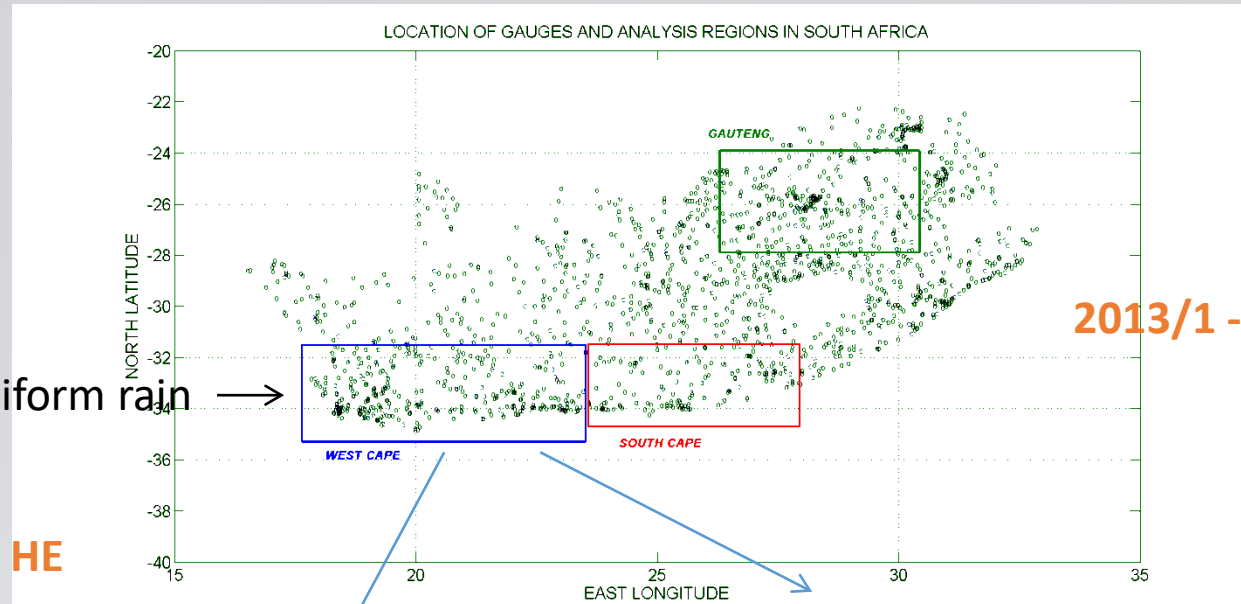 LOCATION OF GAUGES AND ANALYSIS REGIONS IN SOUTH AFRICA
-20
-22
GAUTENG
-24
-26
-28
-30
2013/1 -
NORTH LATITUDE
-32
iform rain
-34
SOUTH CAPE
WEST CAPE
-36
-38
HE
-40
15 20 25 30 35
EAST LONGITUDE